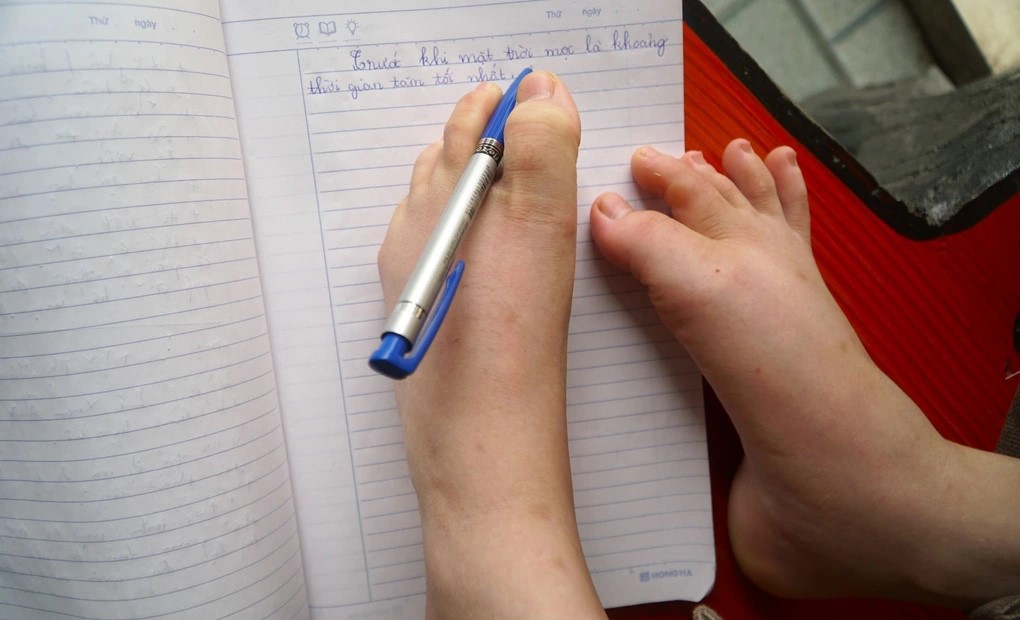 Thứ ngày
Thứ ngày
Trước khi mặt trời mọc là khoảng
thời gian tăm tối nhất.
HONG HA